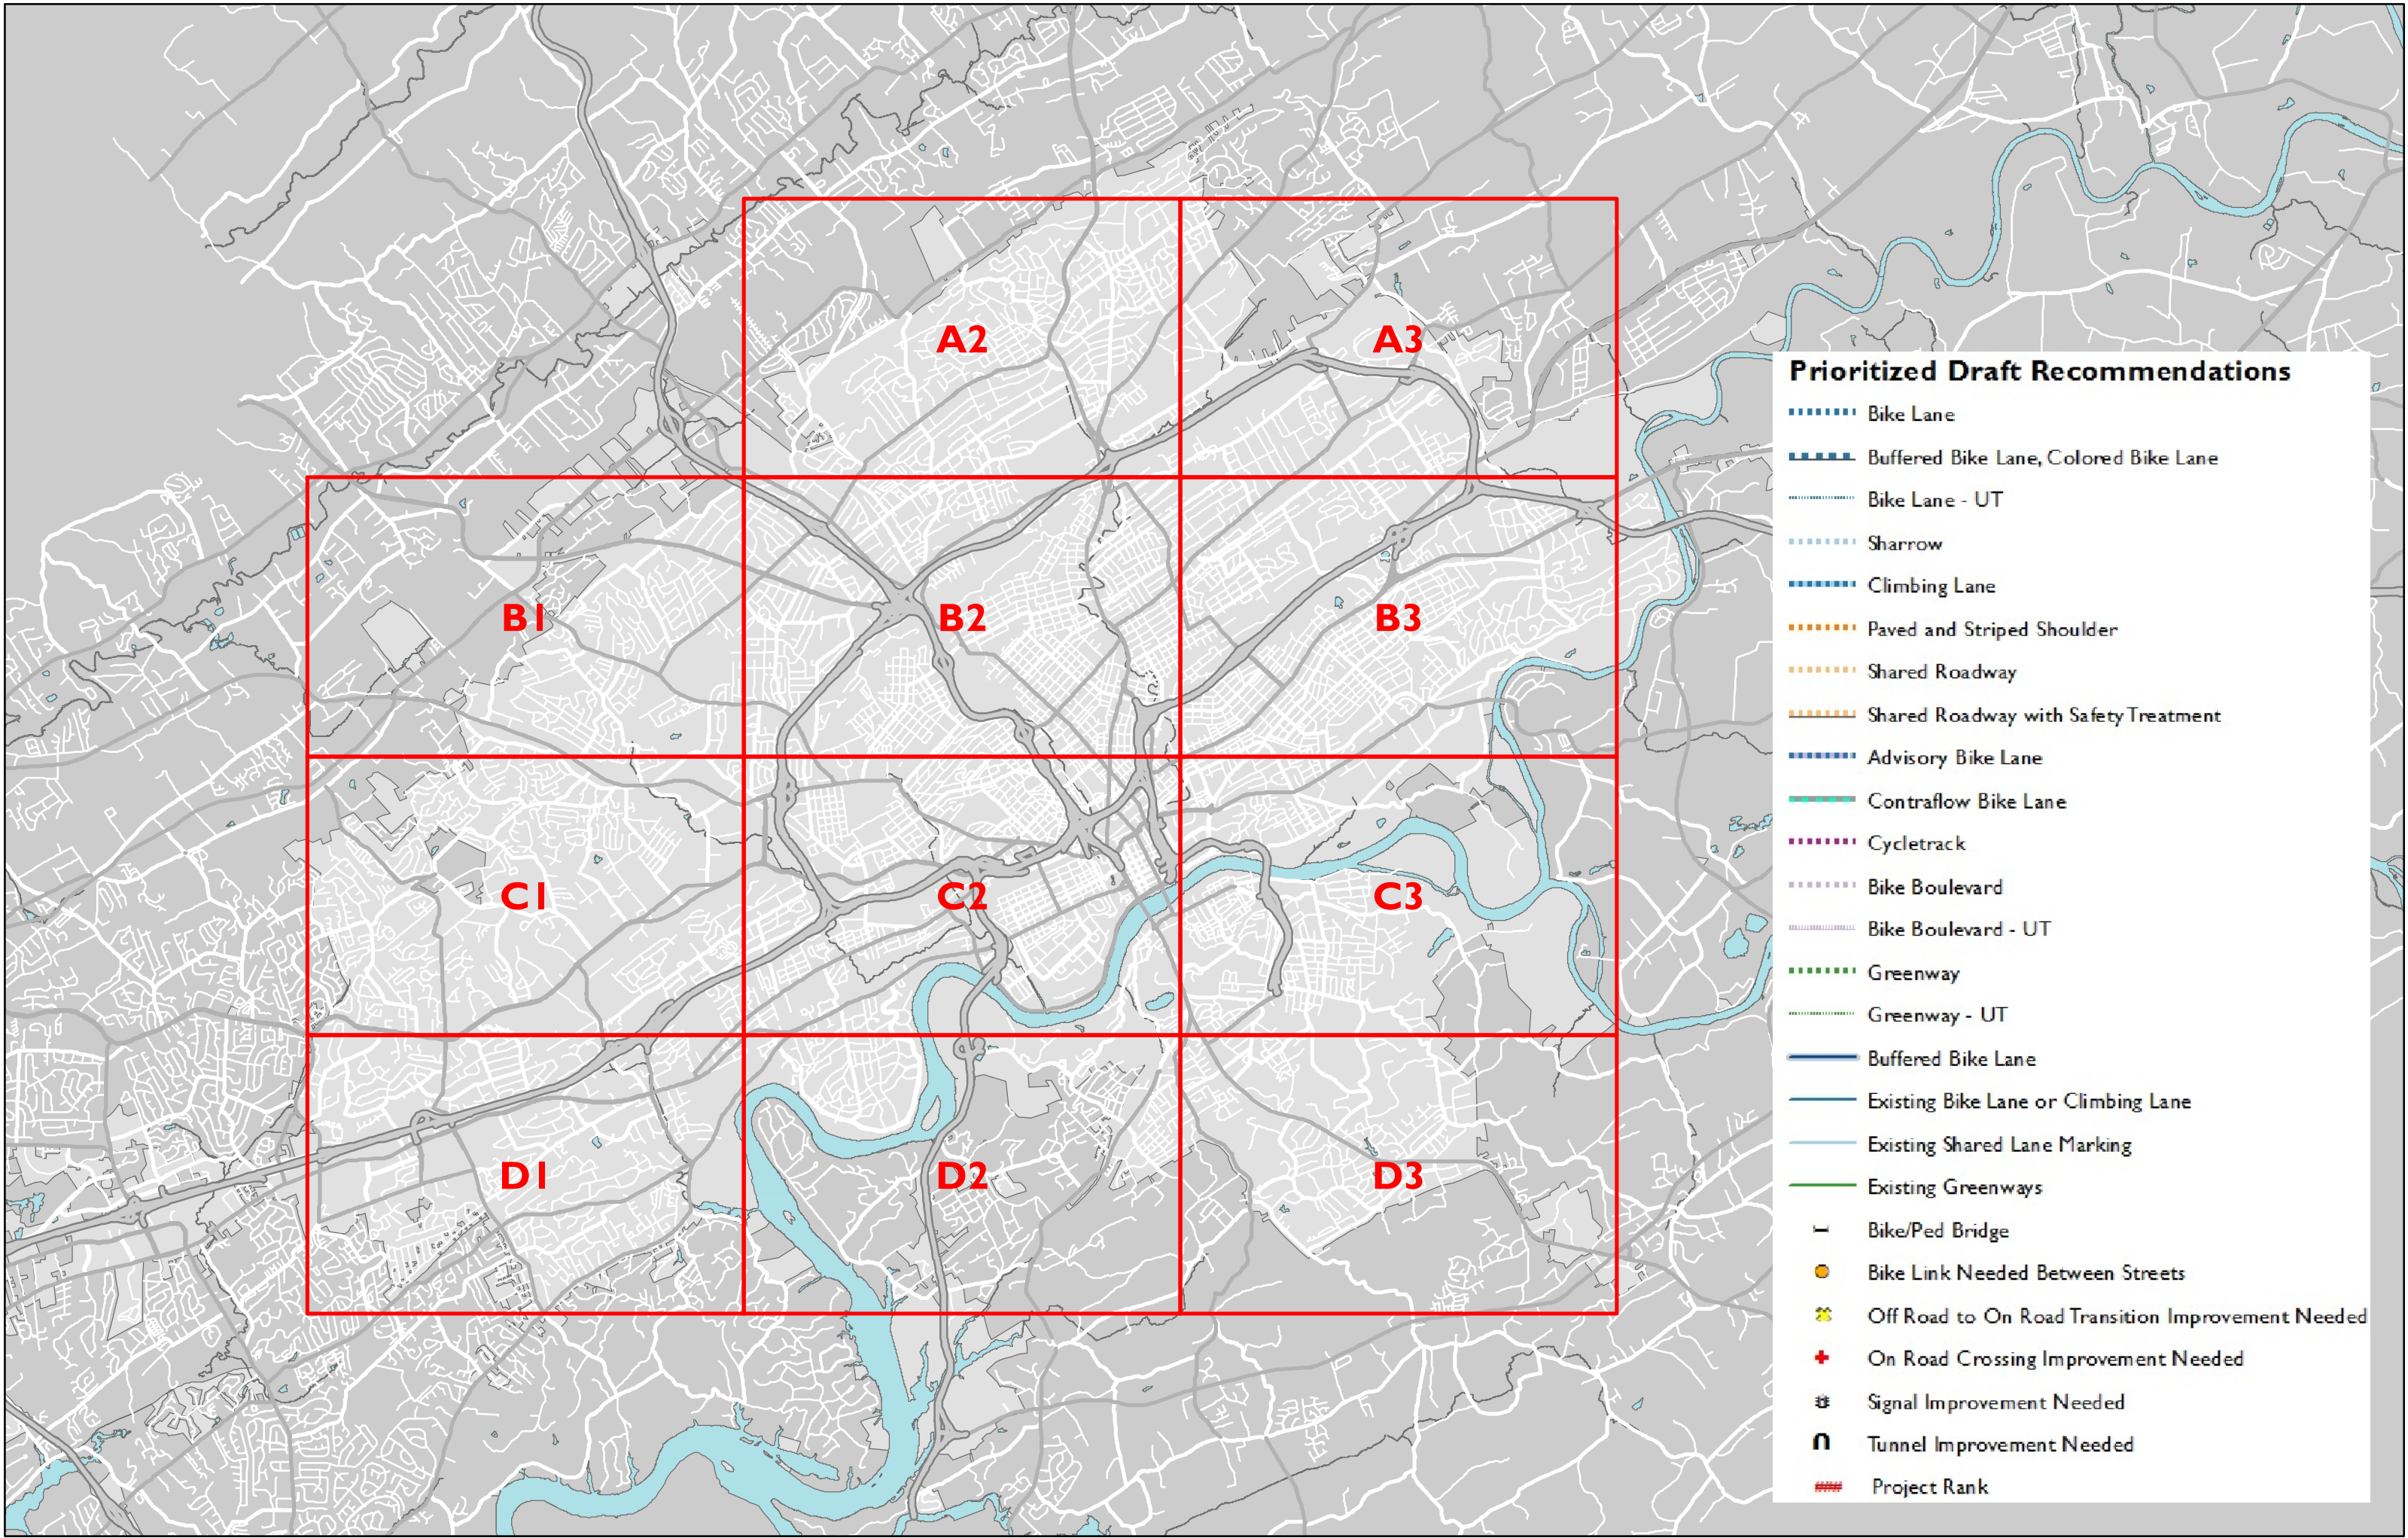 A2
A3
B1
B2
B3
C1
C2
C3
D1
D2
D3
Prioritized Draft Recommendations
Bike Lane
Buffered Bike Lane, Colored Bike Lane
Bike Lane - UT
Sharrow
Climbing Lane
Paved and Striped Shoulder
Shared Roadway
Shared Roadway with Safety Treatment
Advisory Bike Lane
Contraflow Bike Lane
Cycletrack
Bike Boulevard
Bike Boulevard - UT
Greenway
Greenway - UT
Buffered Bike Lane
Existing Bike Lane or Climbing Lane
Existing Shared Lane Marking
Existing Greenways
Bike/Ped Bridge
Bike Link Needed Between Streets
Off Road to On Road Transition Improvement Needed
On Road Crossing Improvement Needed
Signal Improvement Needed
Tunnel Improvement Needed
### Project Rank